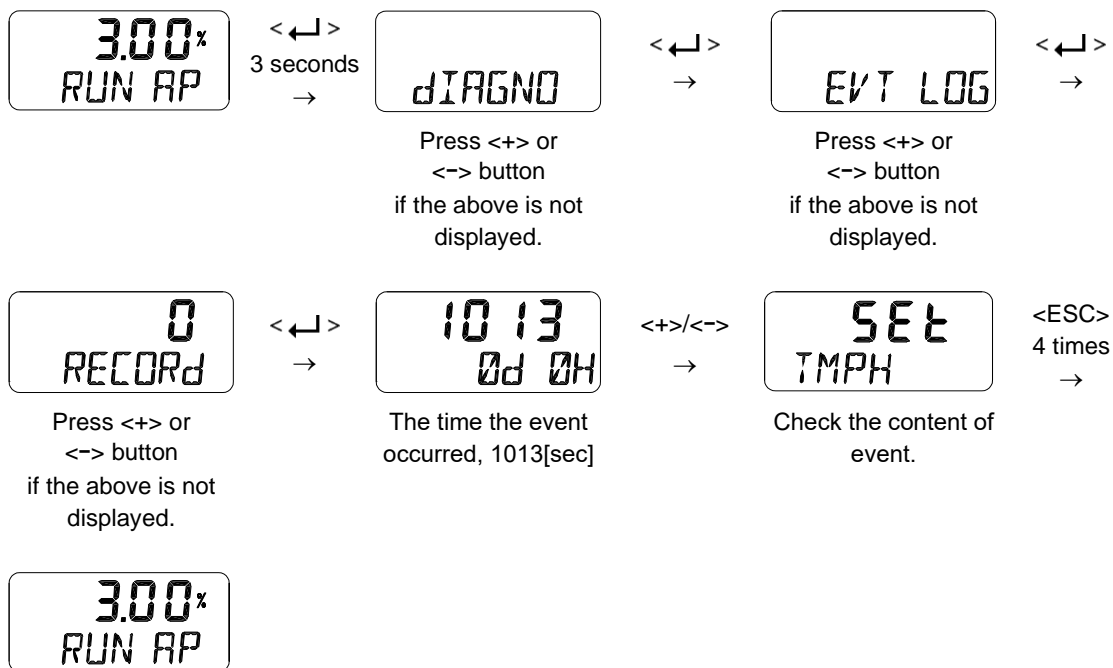 3.00%
RUN AP
<↵>
3 seconds
→
dIAGNO
Press <+> or
<−> button
if the above is not
displayed.
<↵>
→
EVT LOG
Press <+> or
<−> button
if the above is not
displayed.
<↵>
→
0
RECORd
Press <+> or
<−> button
if the above is not
displayed.
<↵>
→
1013
0d 0H
The time the event
occurred, 1013[sec]
<+>/<−>
→
SEt
TMPH
Check the content of
event.
<ESC>
4 times
→
3.00%
RUN AP